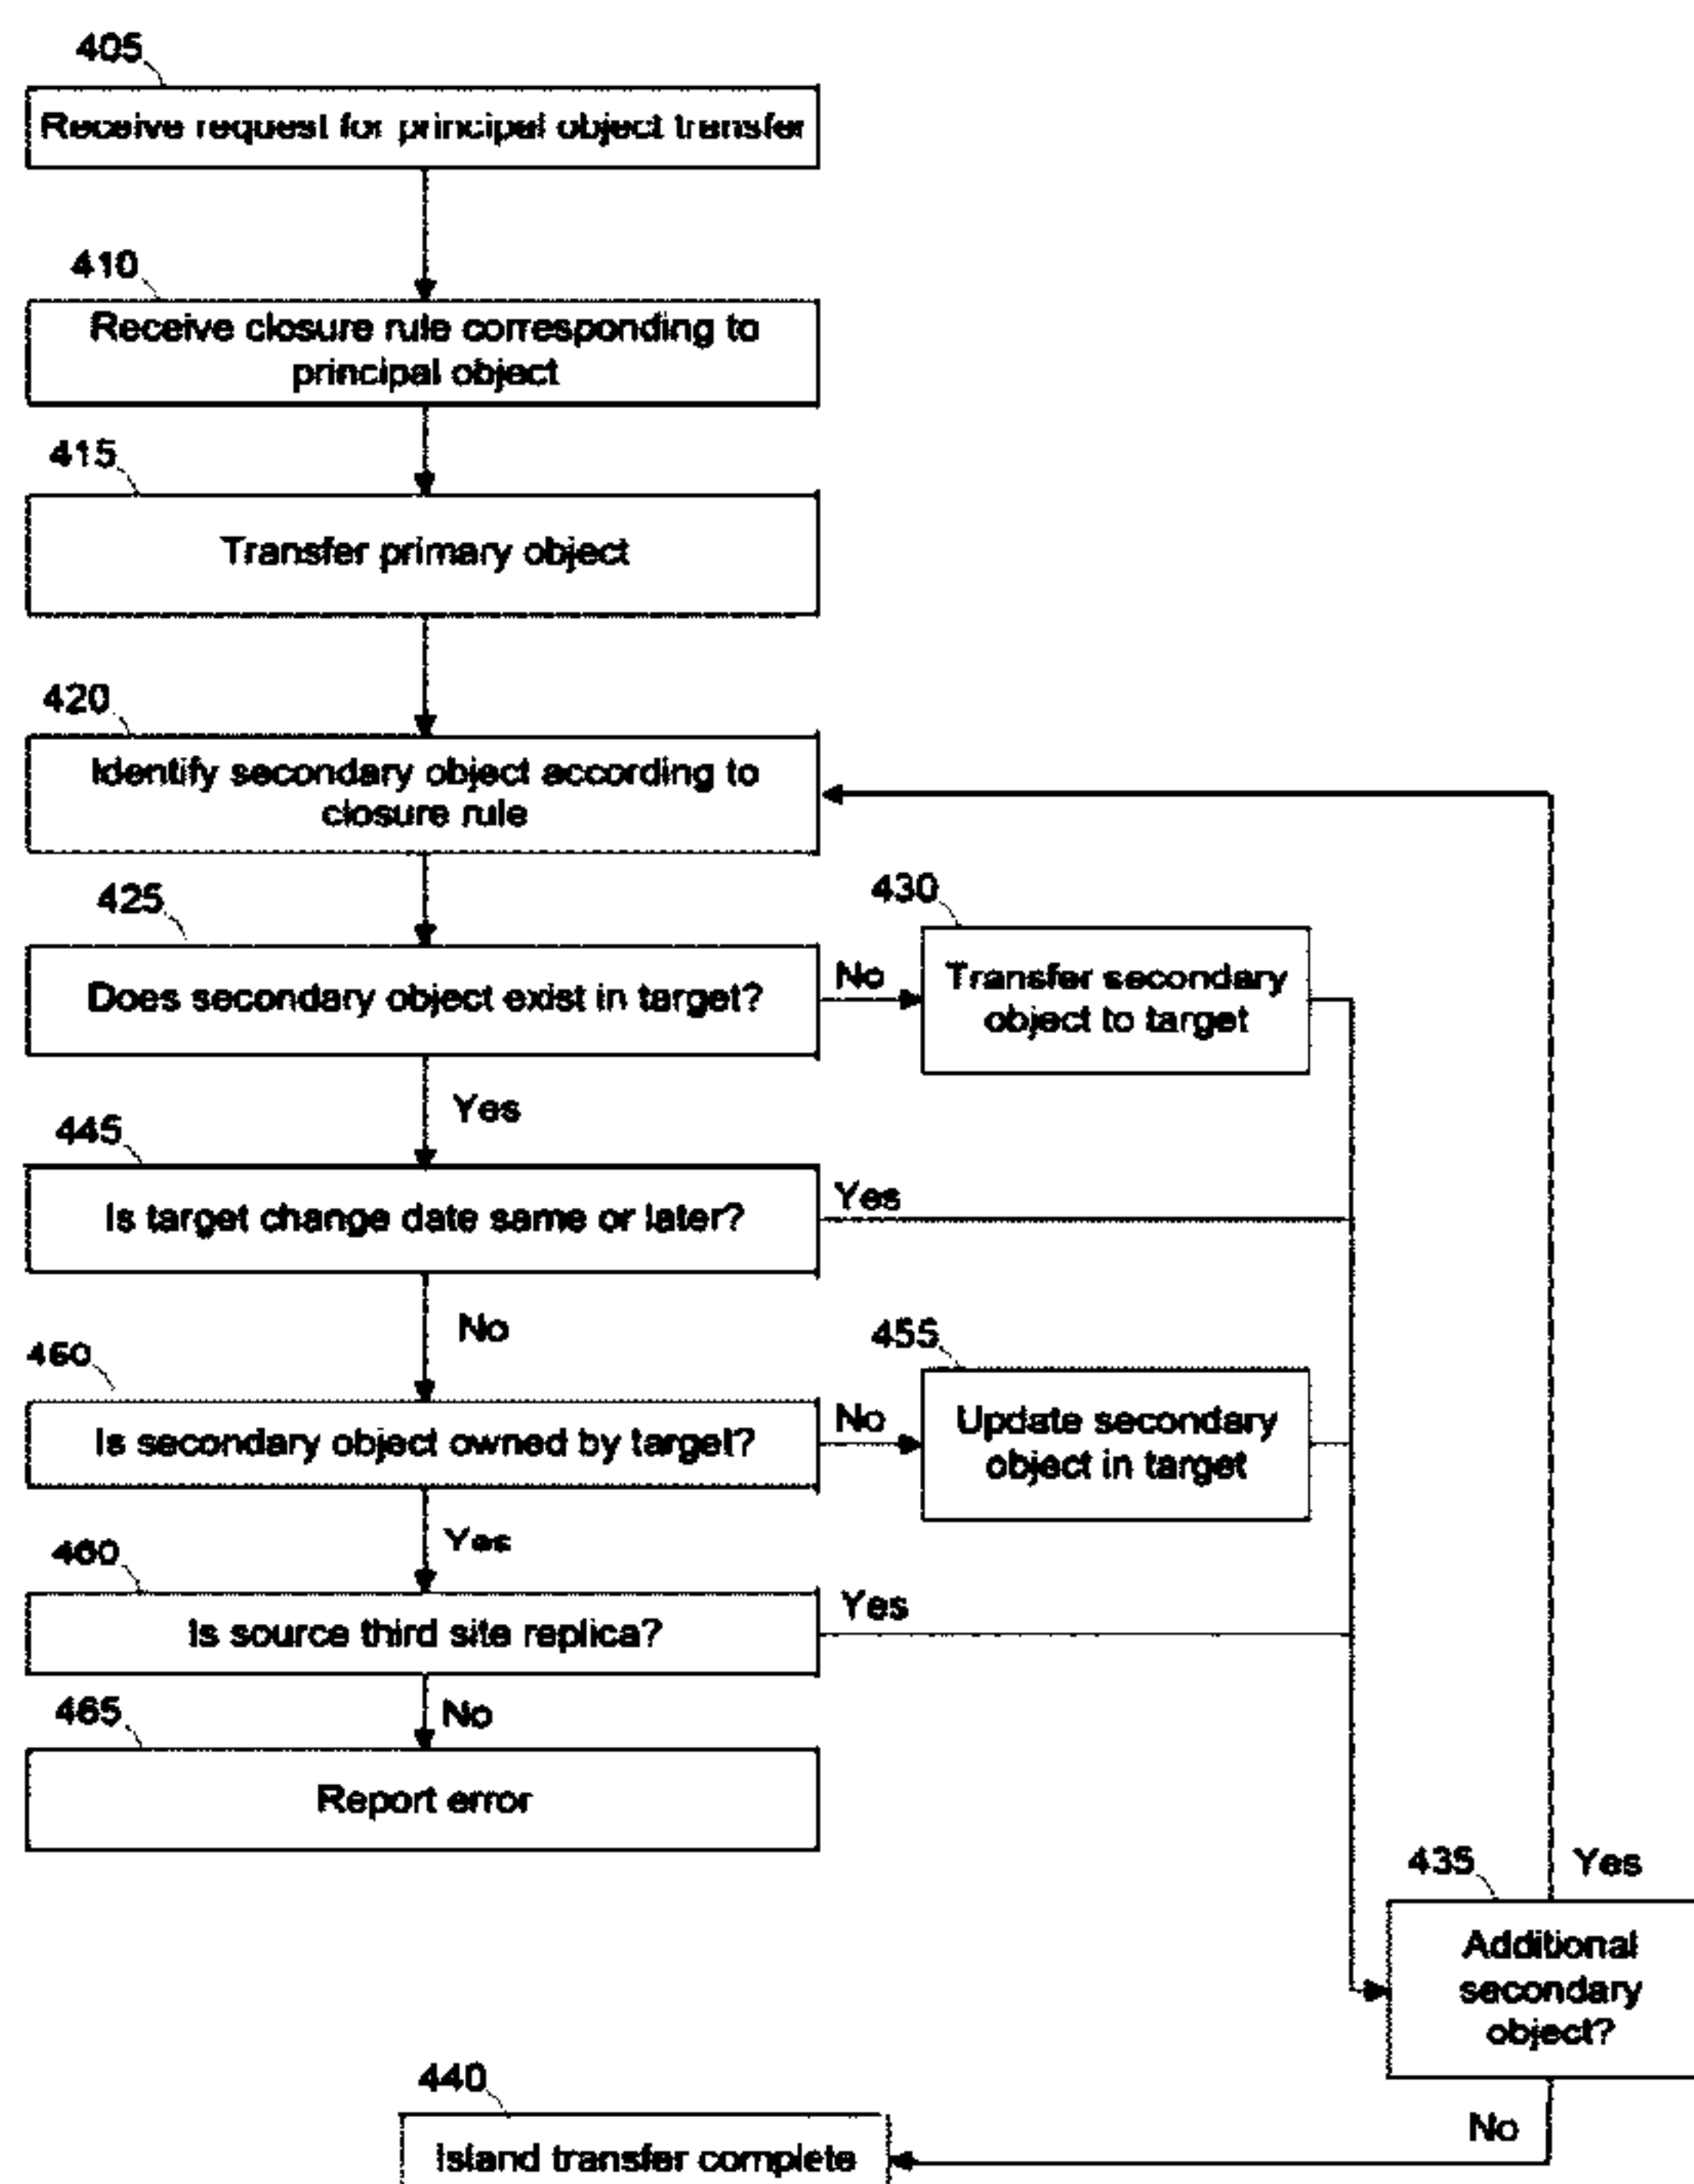 405
Receive request for principal object transfer
410
Receive closure rule corresponding to
principal object
415
Transfer primary object
420
Identify secondary object according to
closure rule
425
Does secondary object exist in target?
No
430
Transfer secondary
object to target
Yes
445
Is target change date same or later?
Yes
No
450
Is secondary object owned by target?
No
455
Update secondary
object in target
Yes
460
Is source third site replica?
Yes
No
465
Report error
435
Yes
Additional
secondary
object?
No
440
Island transfer complete